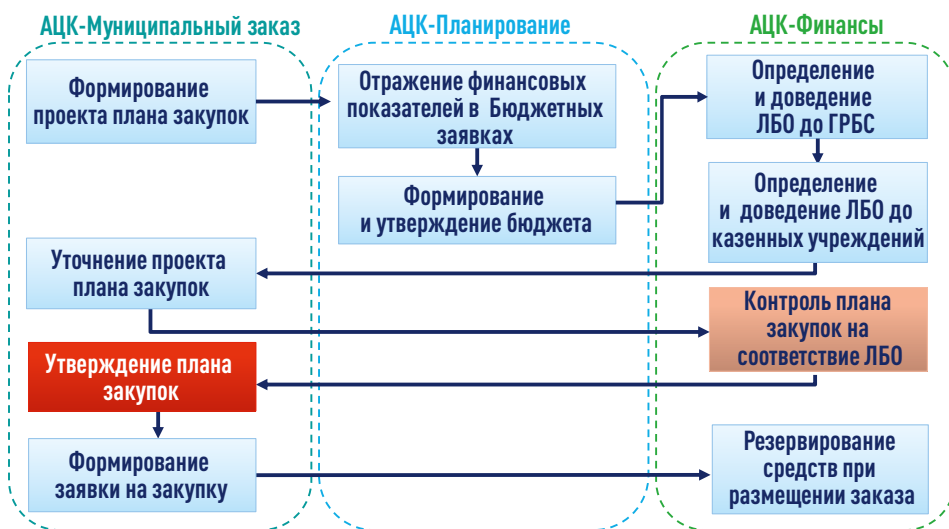 АЦК-Муниципальный заказ
АЦК-Планирование
АЦК-Финансы
Формирование
проекта плана закупок
Отражение финансовых
показателей в Бюджетных
заявках
Определение
и доведение
ЛБО до ГРБС
Формирование
и утверждение бюджета
Определение
и доведение ЛБО до
казенных учреждений
Уточнение проекта
плана закупок
Контроль плана
закупок на
соответствие ЛБО
Утверждение плана
закупок
Формирование
заявки на закупку
Резервирование
средств при
размещении заказа